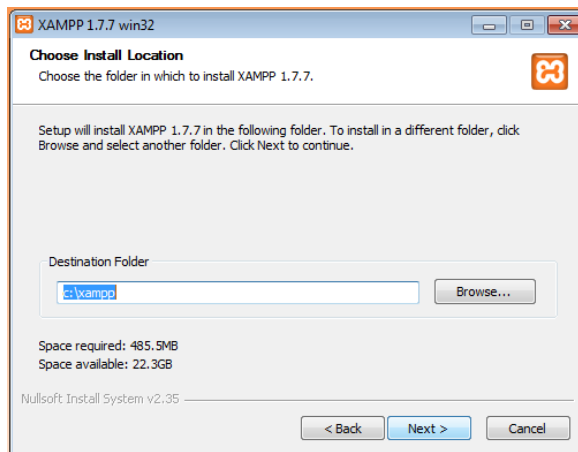 XAMPP 1.7.7 win32
Choose Install Location
Choose the folder in which to install XAMPP 1.7.7.
Setup will install XAMPP 1.7.7 in the following folder. To install in a different folder, click
Browse and select another folder. Click Next to continue.
Destination Folder
c:\xampp
Browse...
Space required: 485.5MB
Space available: 22.3GB
Nullsoft Install System v2.35
< Back
Next >
Cancel